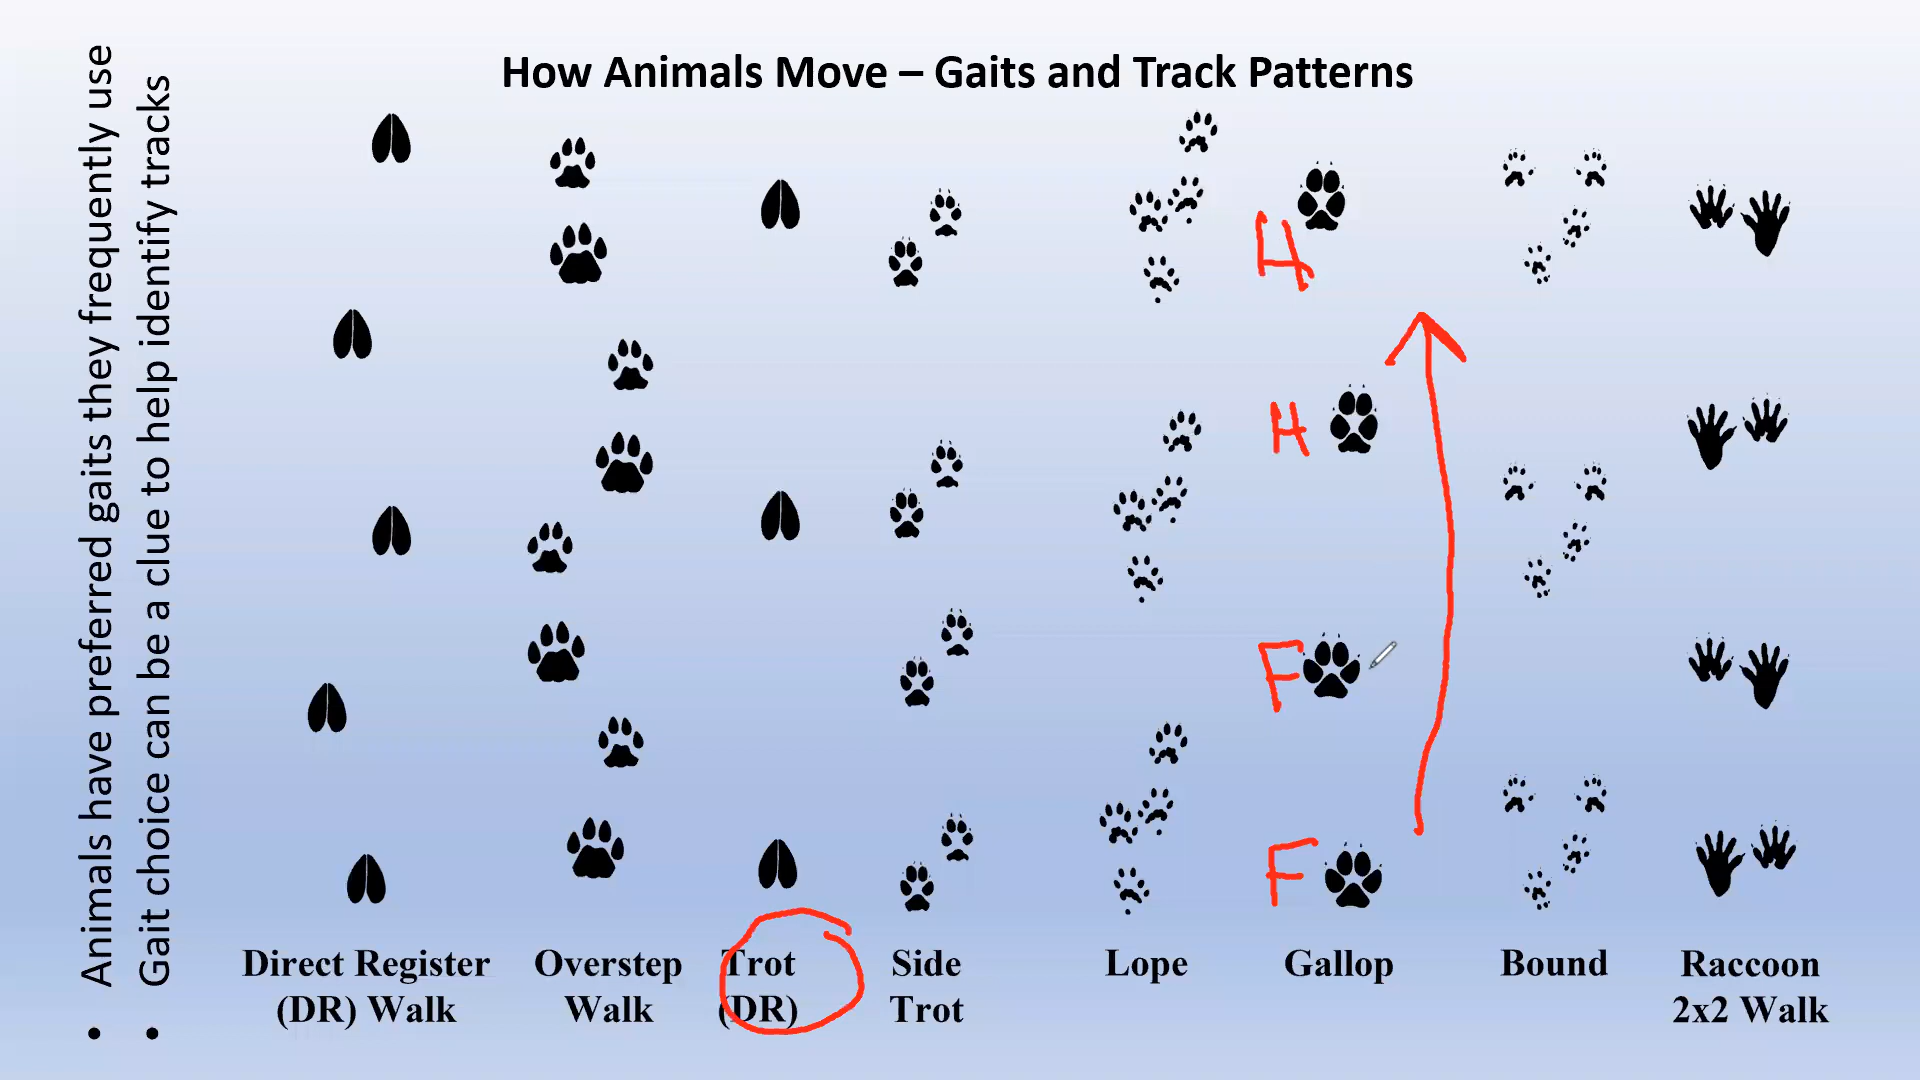 How Animals Move – Gaits and Track Patterns
• Animals have preferred gaits they frequently use
• Gait choice can be a clue to help identify tracks
H
H
F
F
Direct Register
(DR) Walk
Overstep
Walk
Trot
(DR)
Side
Trot
Lope
Gallop
Bound
Raccoon
2x2 Walk